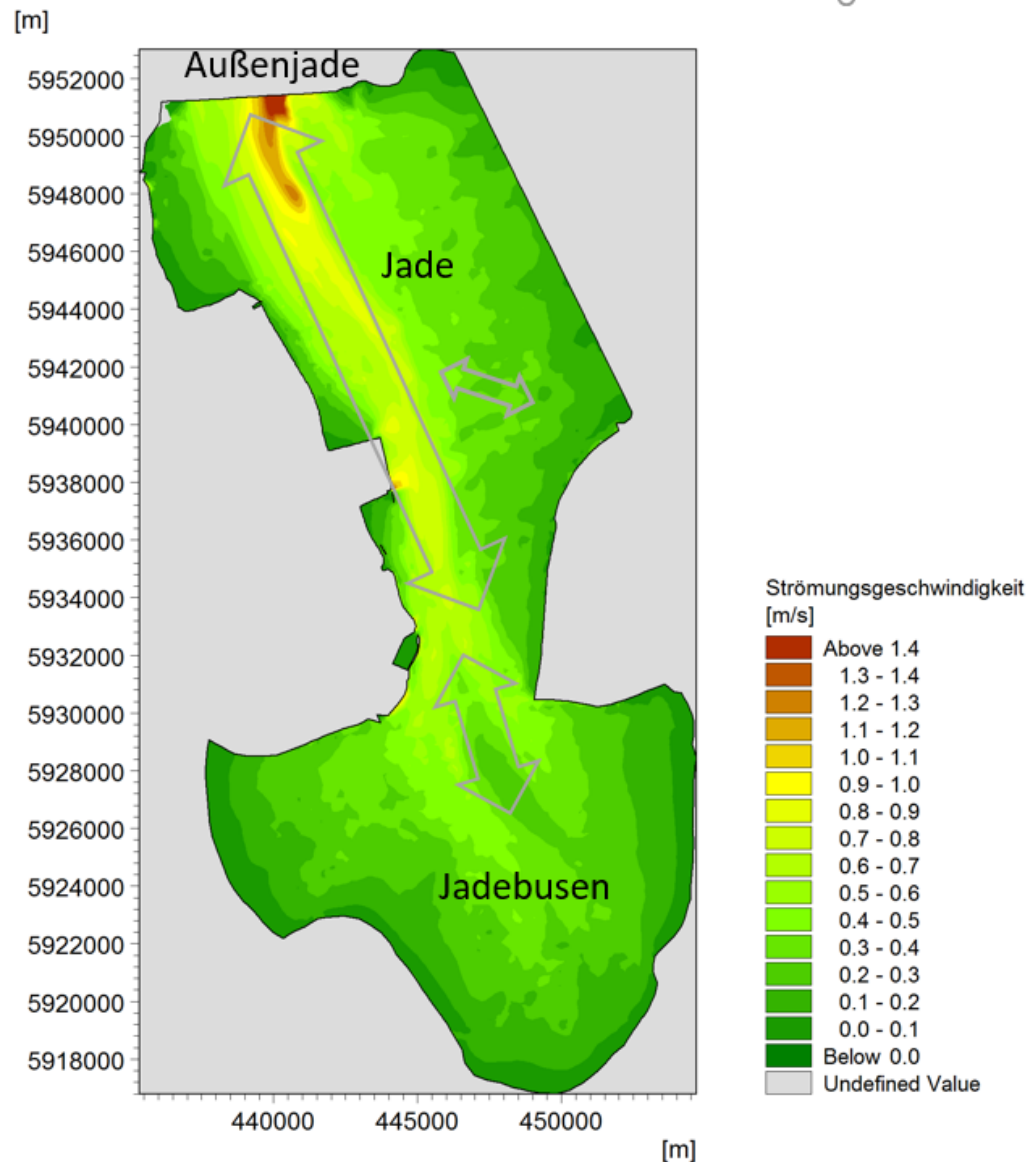 [m]
Außenjade
5952000
5950000
5948000
Jade
5946000
5944000
5942000
5940000
5938000
5936000
5934000
5932000
5930000
5928000
5926000
5924000
5922000
5920000
5918000
Jadebusen
440000 445000 450000
[m]
Strömungsgeschwindigkeit
[m/s]
Above 1.4
1.3 - 1.4
1.2 - 1.3
1.1 - 1.2
1.0 - 1.1
0.9 - 1.0
0.8 - 0.9
0.7 - 0.8
0.6 - 0.7
0.5 - 0.6
0.4 - 0.5
0.3 - 0.4
0.2 - 0.3
0.1 - 0.2
0.0 - 0.1
Below 0.0
Undefined Value